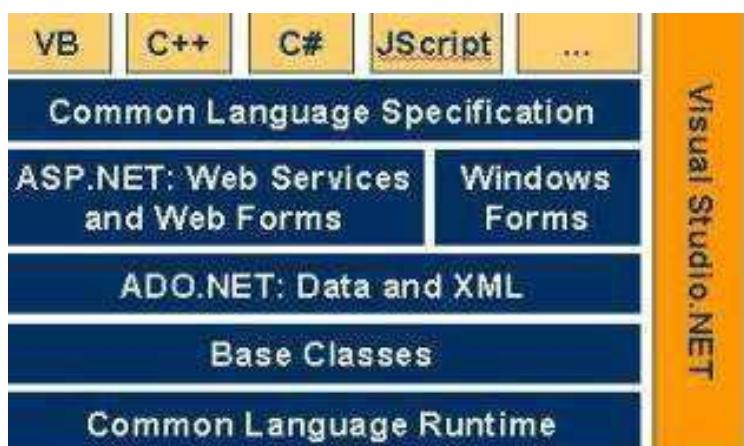 VB C++ C# JScript ...
Common Language Specification
ASP.NET: Web Services
and Web Forms
Windows
Forms
ADO.NET: Data and XML
Base Classes
Common Language Runtime
Visual Studio.NET